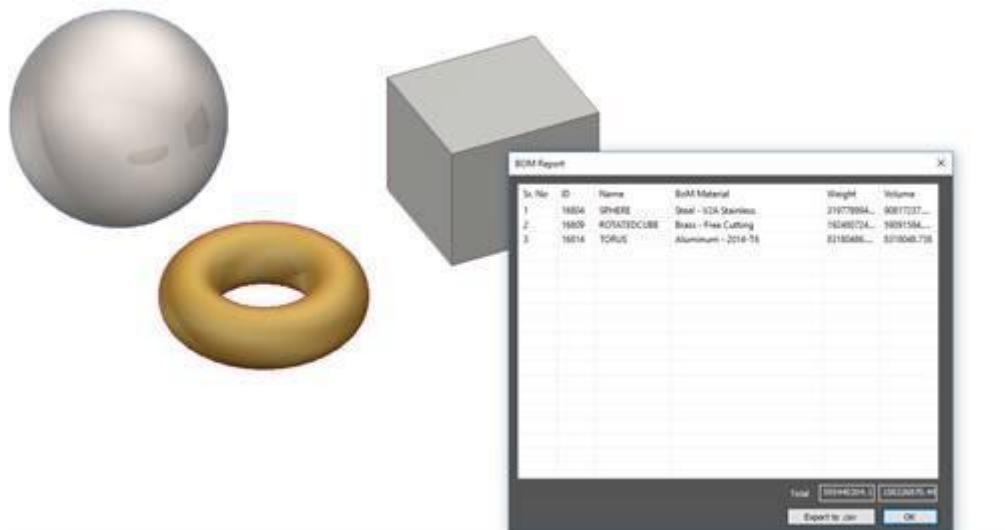 BOM Report
Sr. No ID Name BoM Material Weight Volume
1 16804 SPHERE Steel - V2A Stainless
2 16809 ROTATEDCUBE Brass - Free Cutting
3 16814 TORUS Aluminum - 2014-T6
Total
Export to .csv OK